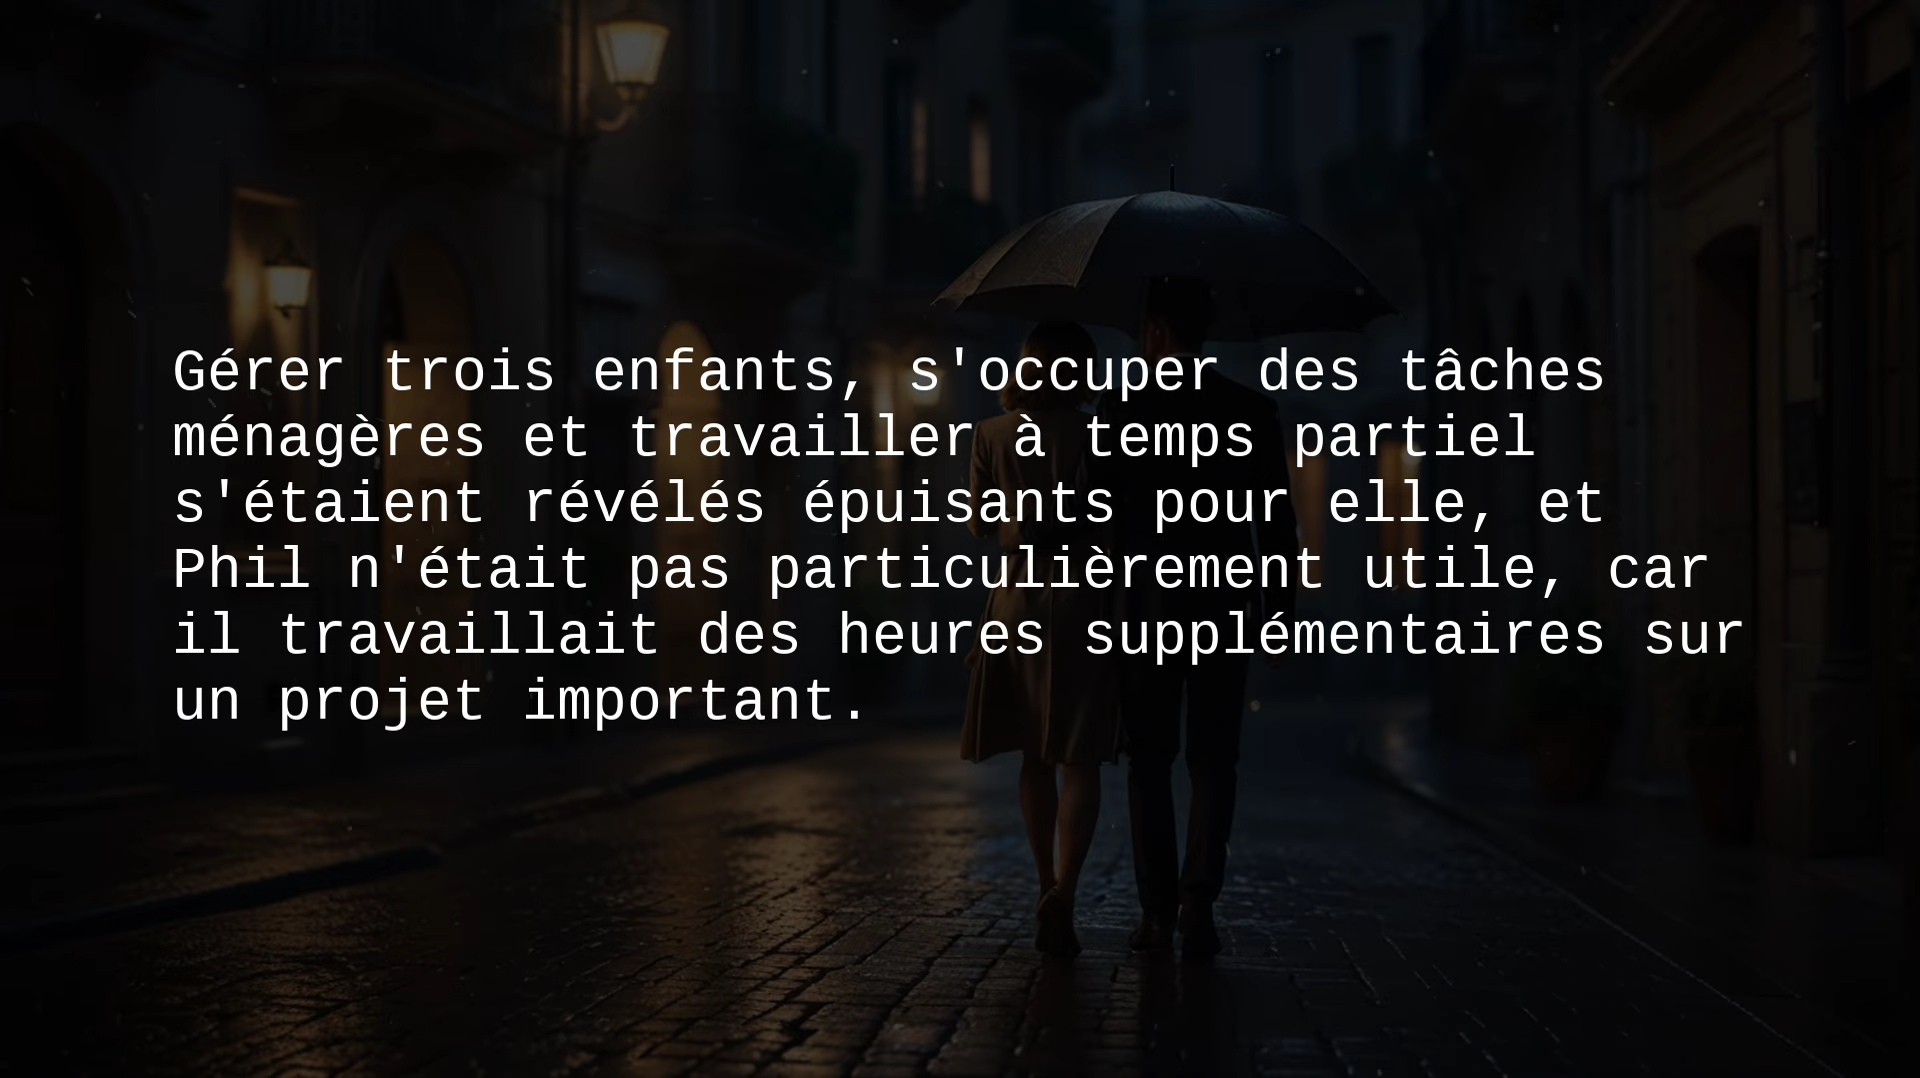 Gérer trois enfants, s'occuper des tâches
ménagères et travailler à temps partiel
s'étaient révélés épuisants pour elle, et
Phil n'était pas particulièrement utile, car
il travaillait des heures supplémentaires sur
un projet important.